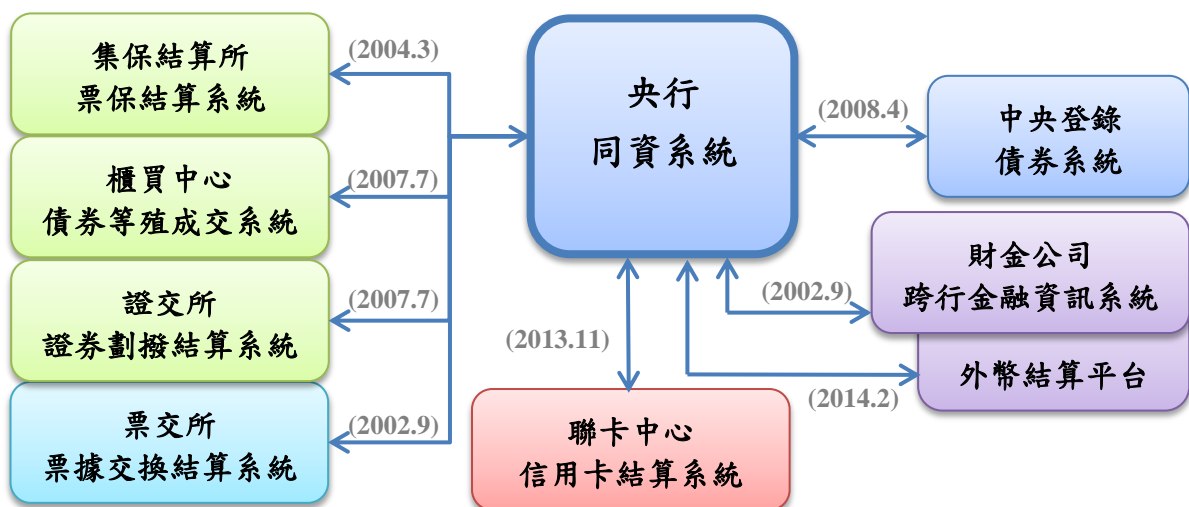 集保結算所
票保結算系統
(2004.3)
櫃買中心
債券等殖成交系統
(2007.7)
證交所
證券劃撥結算系統
(2007.7)
票交所
票據交換結算系統
(2002.9)
央行
同資系統
(2008.4)
中央登錄
債券系統
(2002.9)
財金公司
跨行金融資訊系統
(2014.2)
外幣結算平台
(2013.11)
聯卡中心
信用卡結算系統